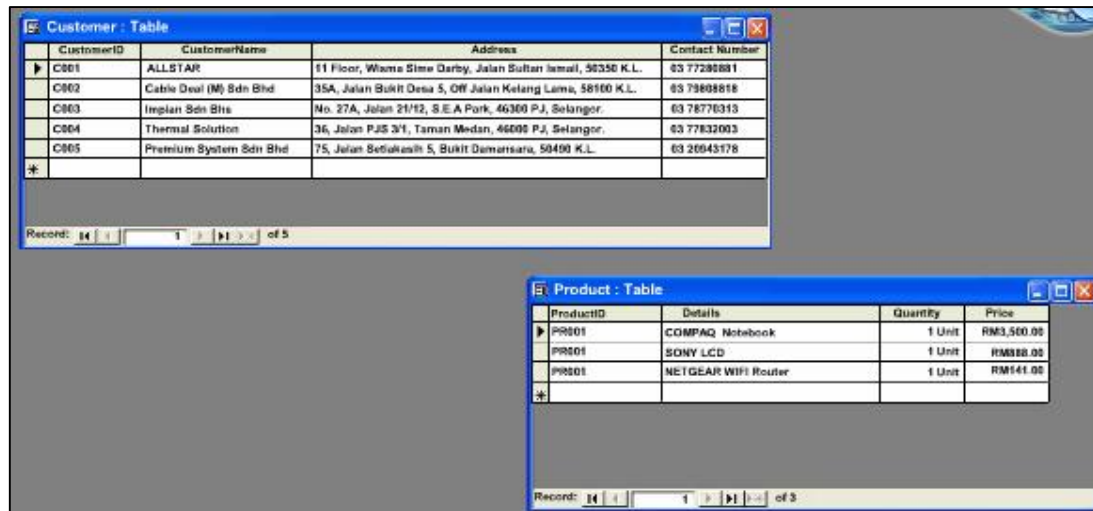 Customer : Table
CustomerID CustomerName Address Contact Number
C001 ALLSTAR 11 Floor, Wisma Sime Darby, Jalan Sultan Ismail, 50350 K.L. 03 77280881
C002 Cable Deal (M) Sdn Bhd 35A, Jalan Bukit Desa 5, Off Jalan Kelang Lama, 58100 K.L. 03 79808818
C003 Impian Sdn Bhs No. 27A, Jalan 21/12, S.E.A Park, 46300 PJ, Selangor. 03 78770313
C004 Thermal Solution 36, Jalan PJS 3/1, Taman Medan, 46000 PJ, Selangor. 03 77832003
C005 Premium System Sdn Bhd 75, Jalan Setiakasih 5, Bukit Damansara, 50490 K.L. 03 20943178
Record: 1 of 5
Product : Table
ProductID Details Quantity Price
PR001 COMPAQ Notebook 1 Unit RM3,500.00
PR001 SONY LCD 1 Unit RM888.00
PR001 NETGEAR WIFI Router 1 Unit RM141.00
Record: 1 of 3